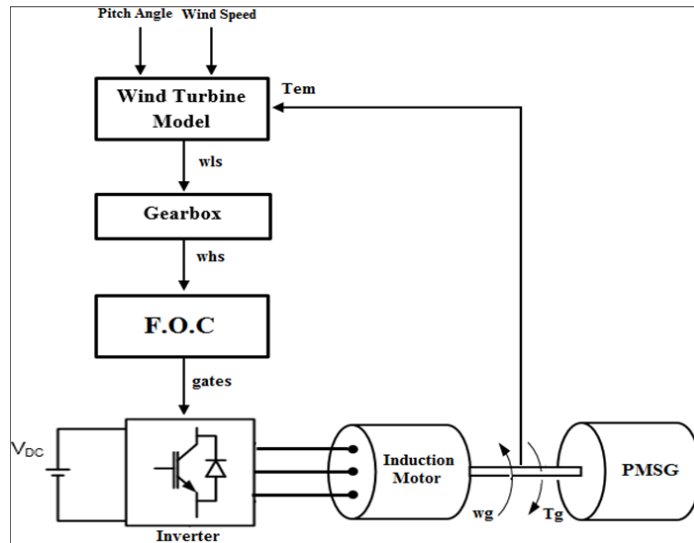 Pitch Angle Wind Speed
Tem
Wind Turbine
Model
wls
Gearbox
whs
F.O.C
gates
VDC
Inverter
Induction
Motor
wg
Tg
PMSG